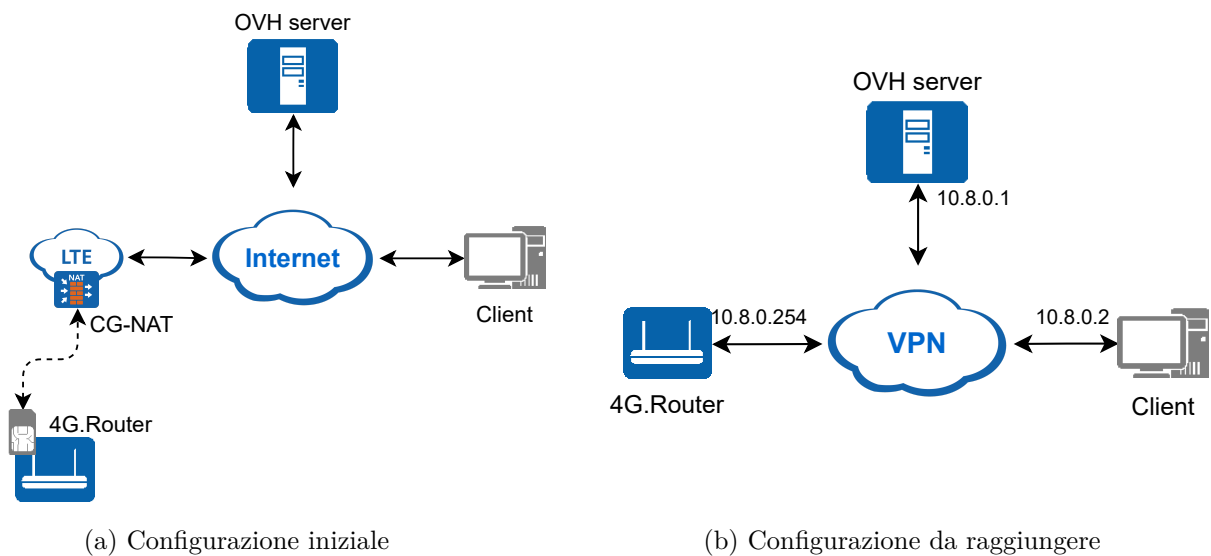 OVH server
Internet
LTE
NAT
CG-NAT
4G.Router
Client
(a) Configurazione iniziale
OVH server
10.8.0.1
10.8.0.254
10.8.0.2
VPN
4G.Router
Client
(b) Configurazione da raggiungere